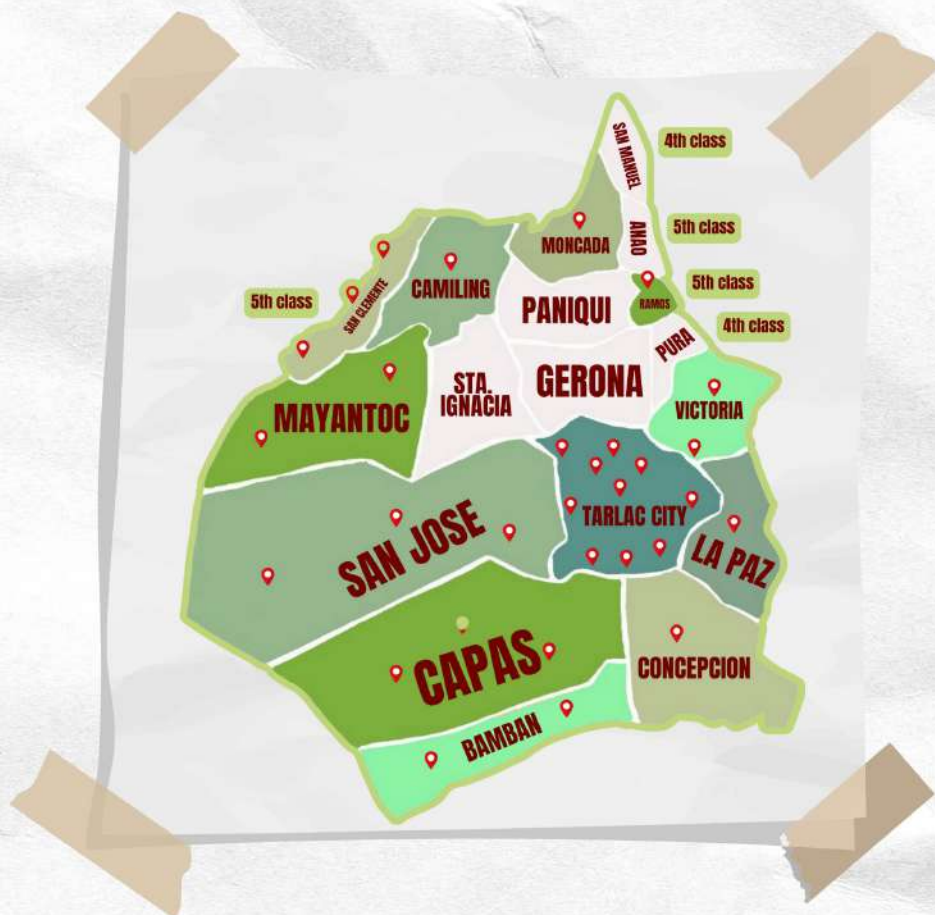 SAN MANUEL
4th class
ANAO
5th class
MONCADA
CAMILING
SAN CLEMENTE
5th class
RAMOS
5th class
PANIQUI
PURA
4th class
STA.
IGNACIA
GERONA
VICTORIA
MAYANTOC
TARLAC CITY
SAN JOSE
LA PAZ
CAPAS
CONCEPCION
BAMBAN